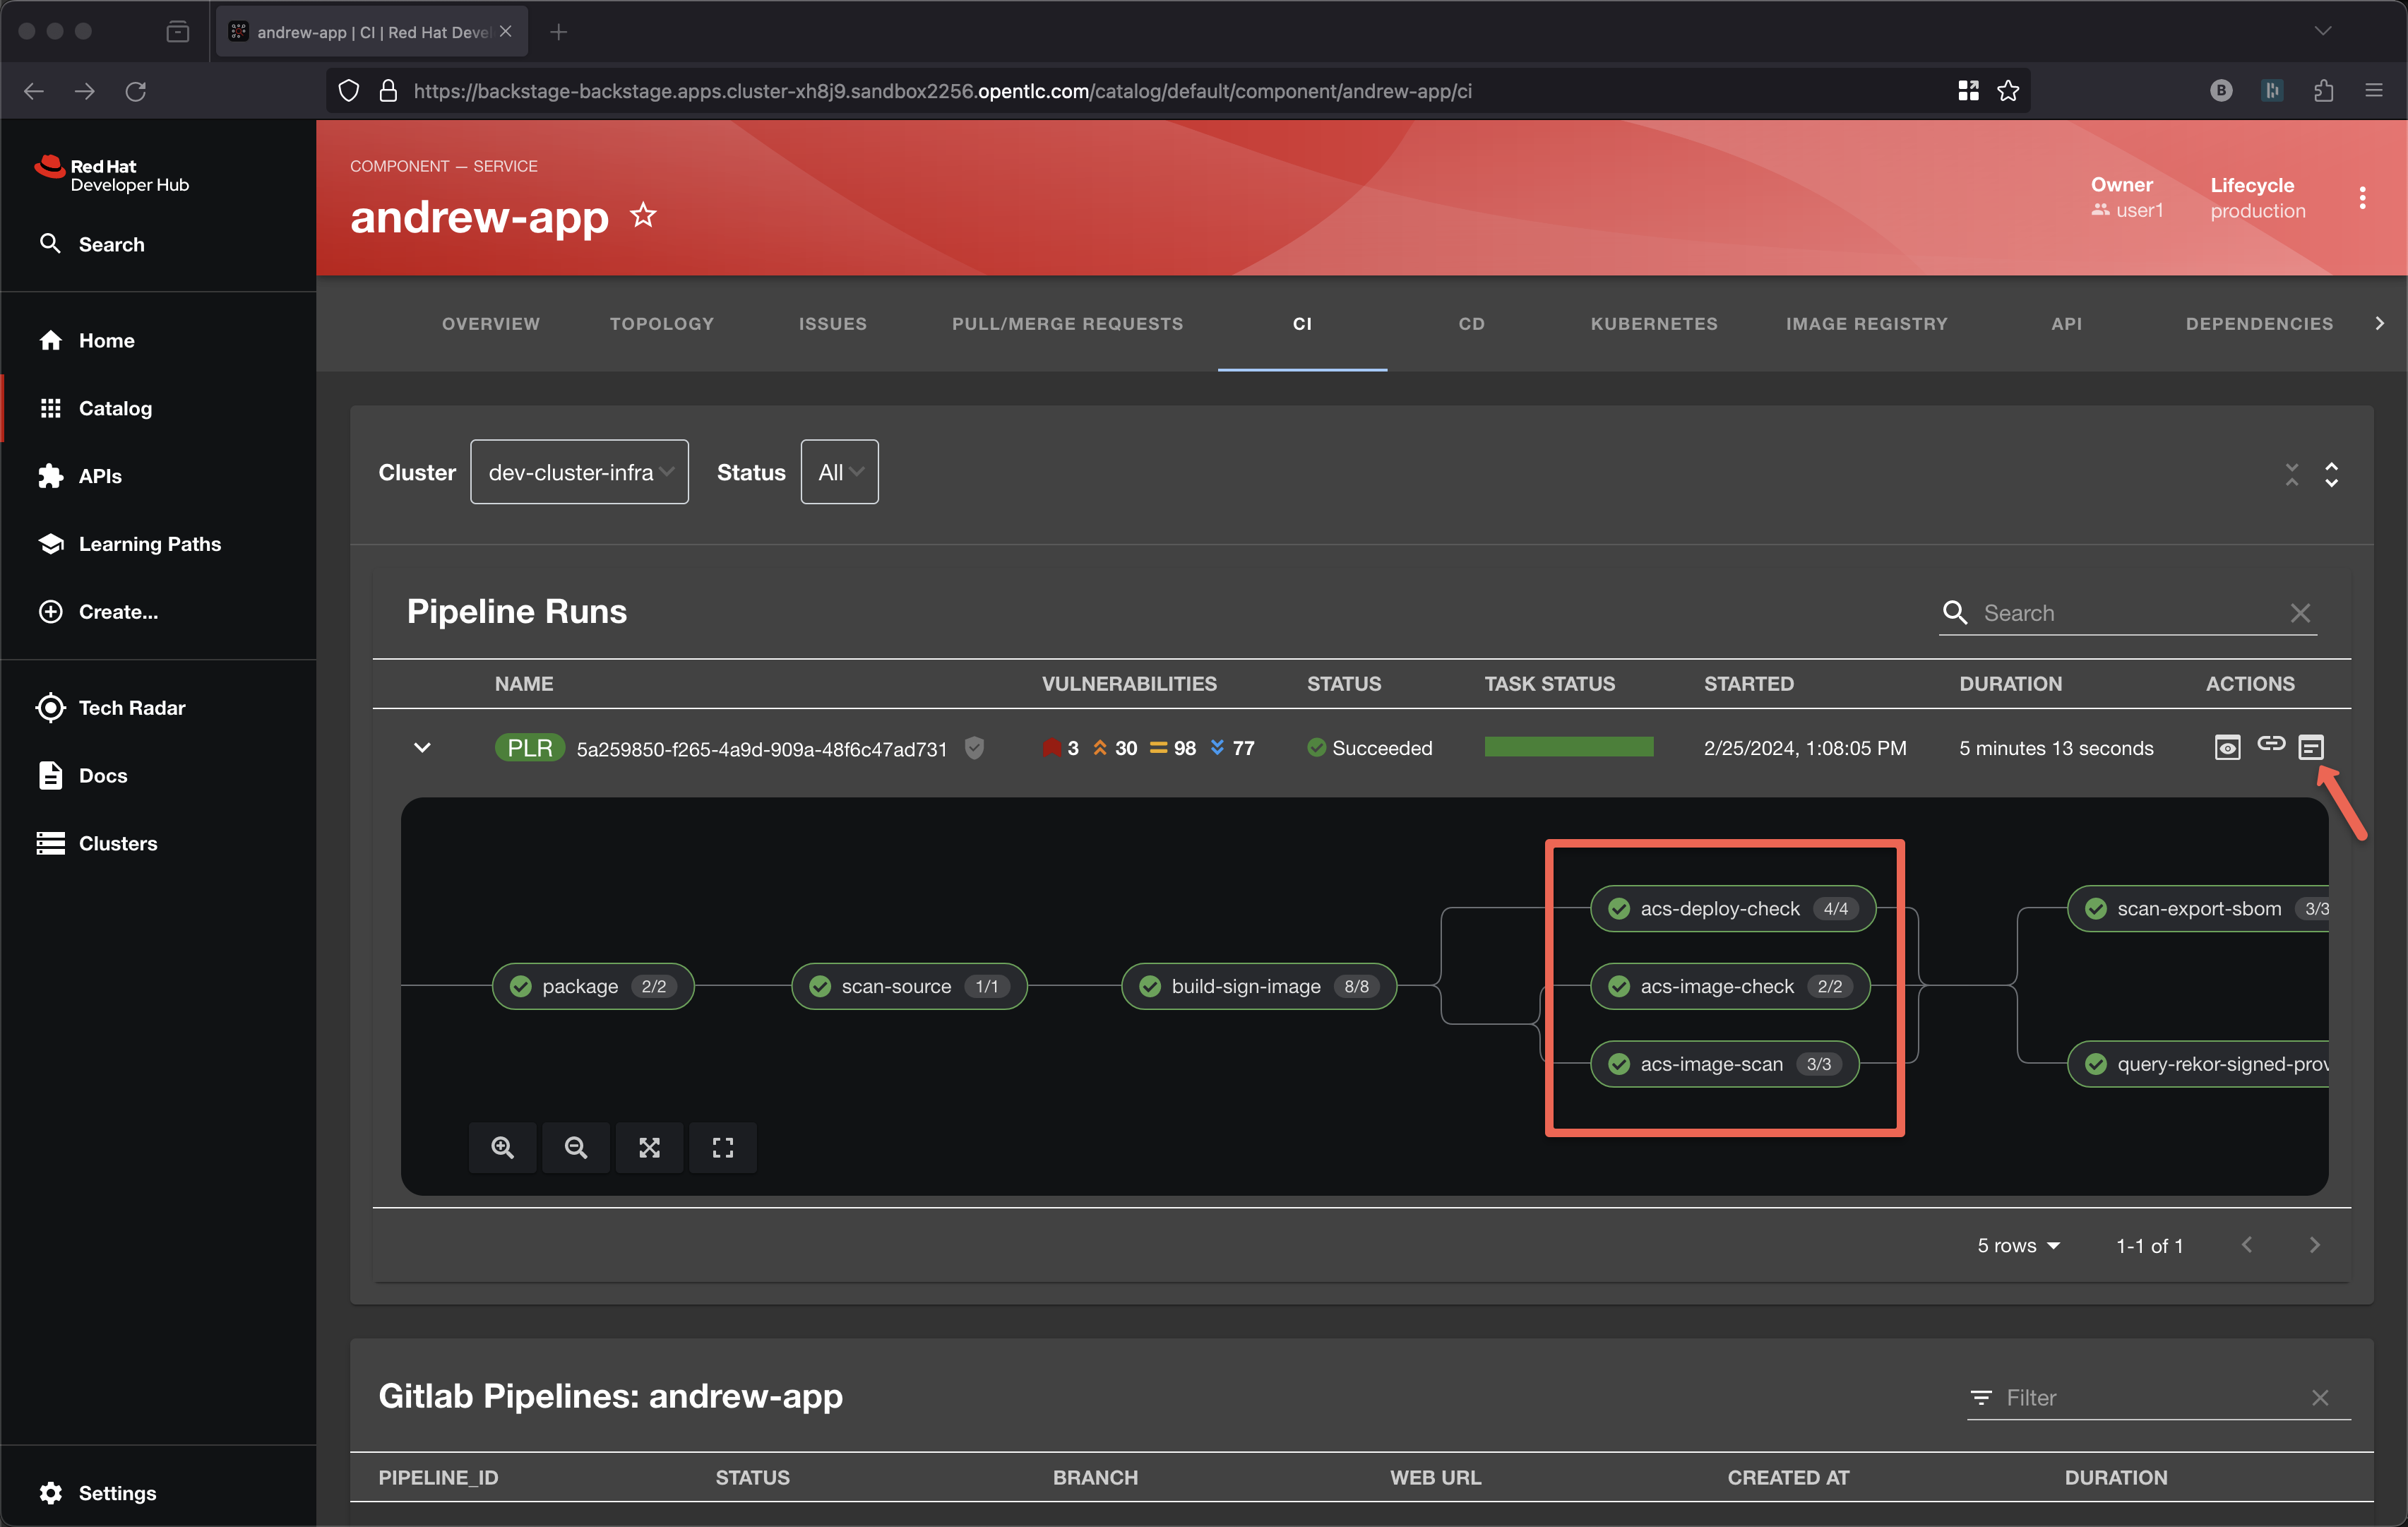 andrew-app | CI | Red Hat Deve
https://backstage-backstage.apps.cluster-xh8j9.sandbox2256.opentlc.com/catalog/default/component/andrew-app/ci
B
Red Hat
Developer Hub
Search
Home
Catalog
APIs
Learning Paths
Create...
Tech Radar
Docs
Clusters
Settings
COMPONENT — SERVICE
andrew-app
Owner
user1
Lifecycle
production
OVERVIEW TOPOLOGY ISSUES PULL/MERGE REQUESTS CI CD KUBERNETES IMAGE REGISTRY API DEPENDENCIES
Cluster dev-cluster-infra Status All
Pipeline Runs
Search
NAME VULNERABILITIES STATUS TASK STATUS STARTED DURATION ACTIONS
PLR 5a259850-f265-4a9d-909a-48f6c47ad731 3 30 98 77 Succeeded 2/25/2024, 1:08:05 PM 5 minutes 13 seconds
package 2/2
scan-source 1/1
build-sign-image 8/8
acs-deploy-check 4/4
acs-image-check 2/2
acs-image-scan 3/3
scan-export-sbom 3/3
query-rekor-signed-prov
5 rows 1-1 of 1
Gitlab Pipelines: andrew-app
Filter
PIPELINE_ID STATUS BRANCH WEB URL CREATED AT DURATION